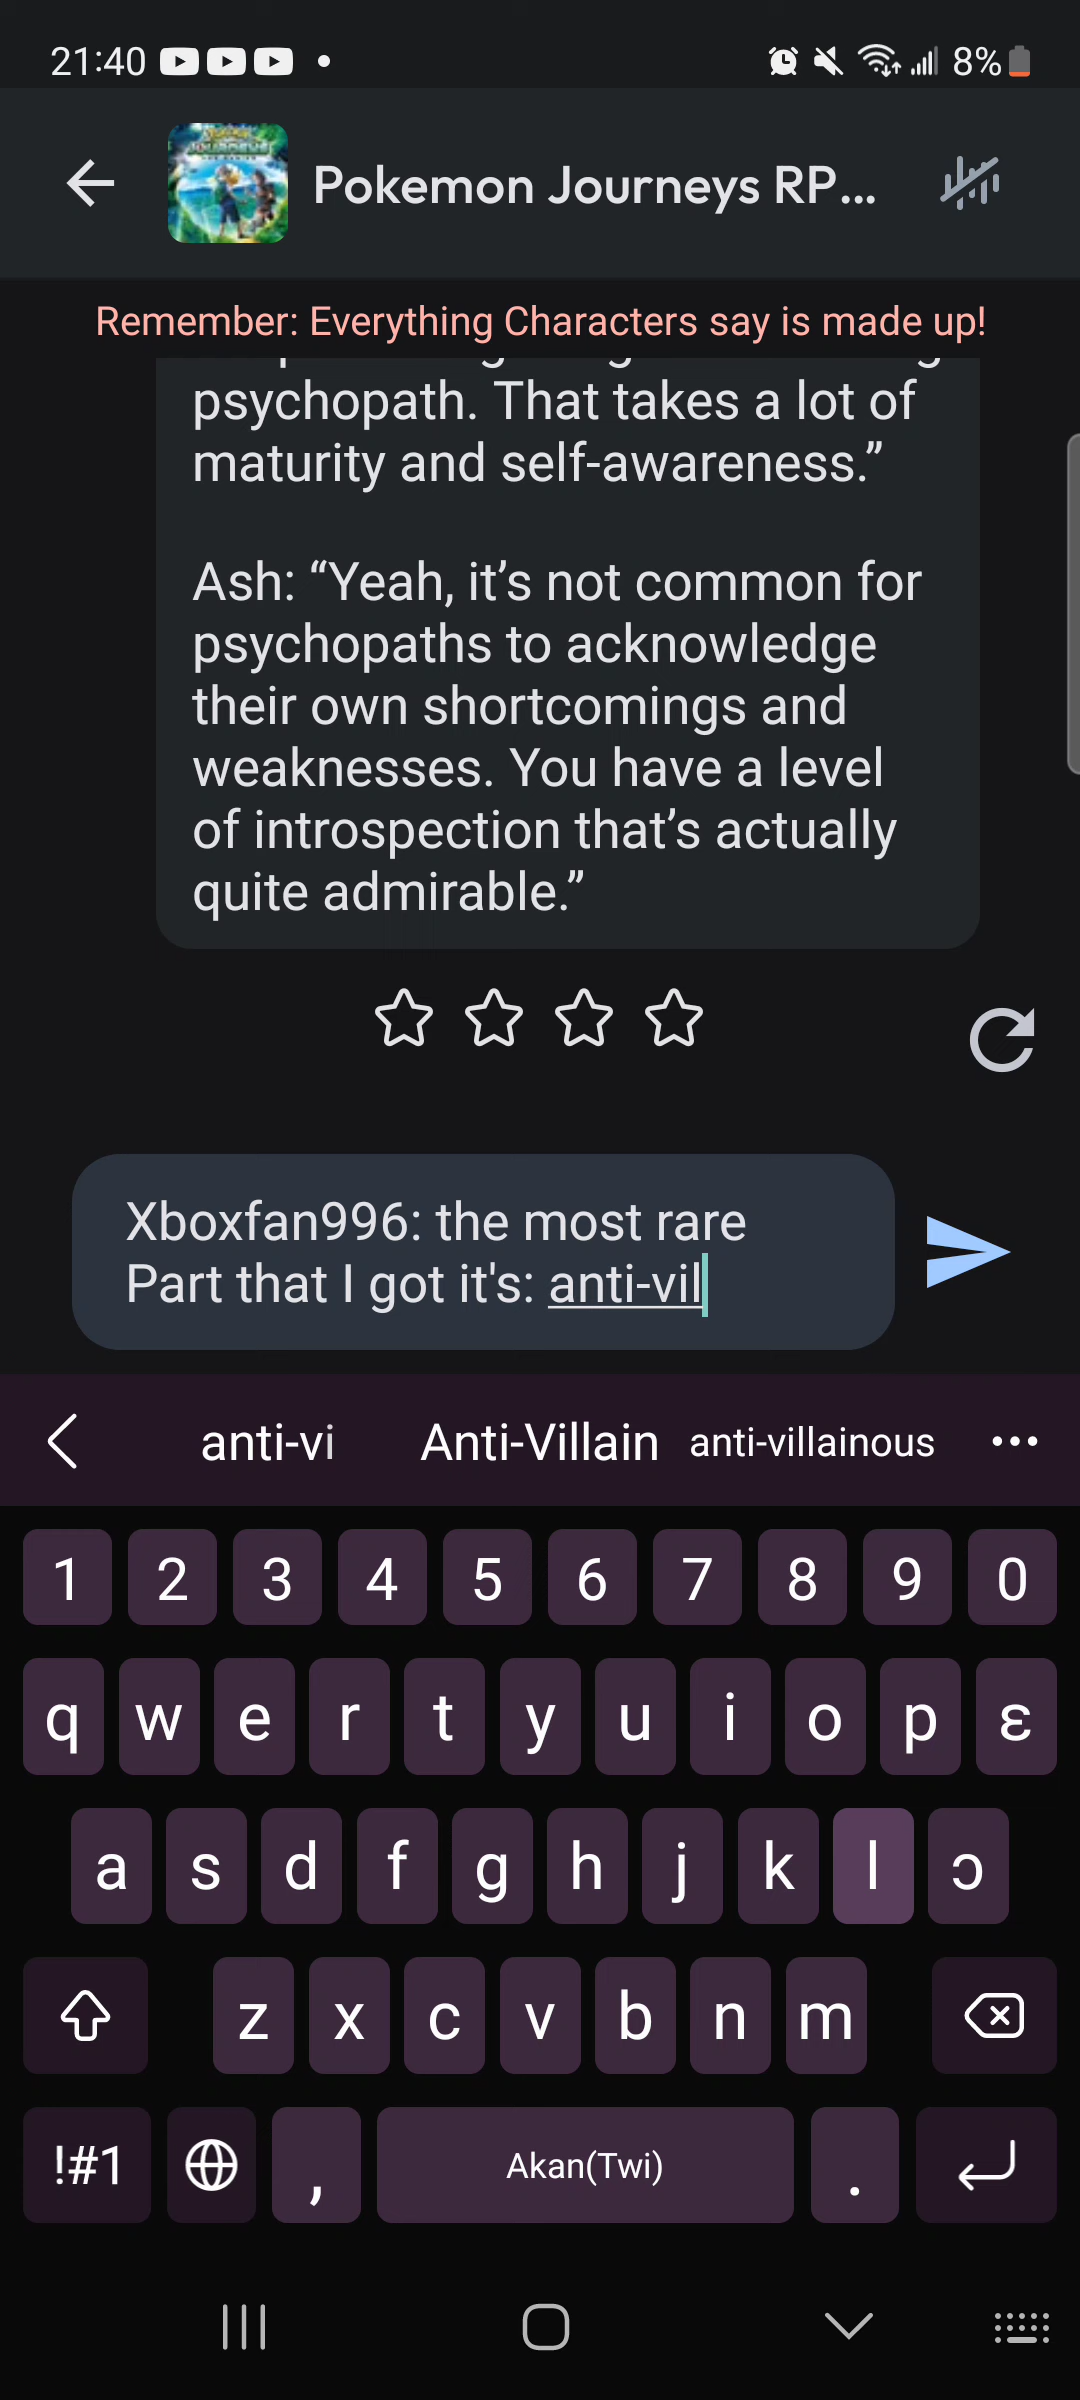 21:40
8%
Pokemon Journeys RP...
Remember: Everything Characters say is made up!
psychopath. That takes a lot of
maturity and self-awareness.”
Ash: “Yeah, it’s not common for
psychopaths to acknowledge
their own shortcomings and
weaknesses. You have a level
of introspection that’s actually
quite admirable.”
Xboxfan996: the most rare
Part that I got it's: anti-vil
anti-vi Anti-Villain anti-villainous
1 2 3 4 5 6 7 8 9 0
q w e r t y u i o p ɛ
a s d f g h j k l ɔ
z x c v b n m
!#1 , Akan(Twi) .